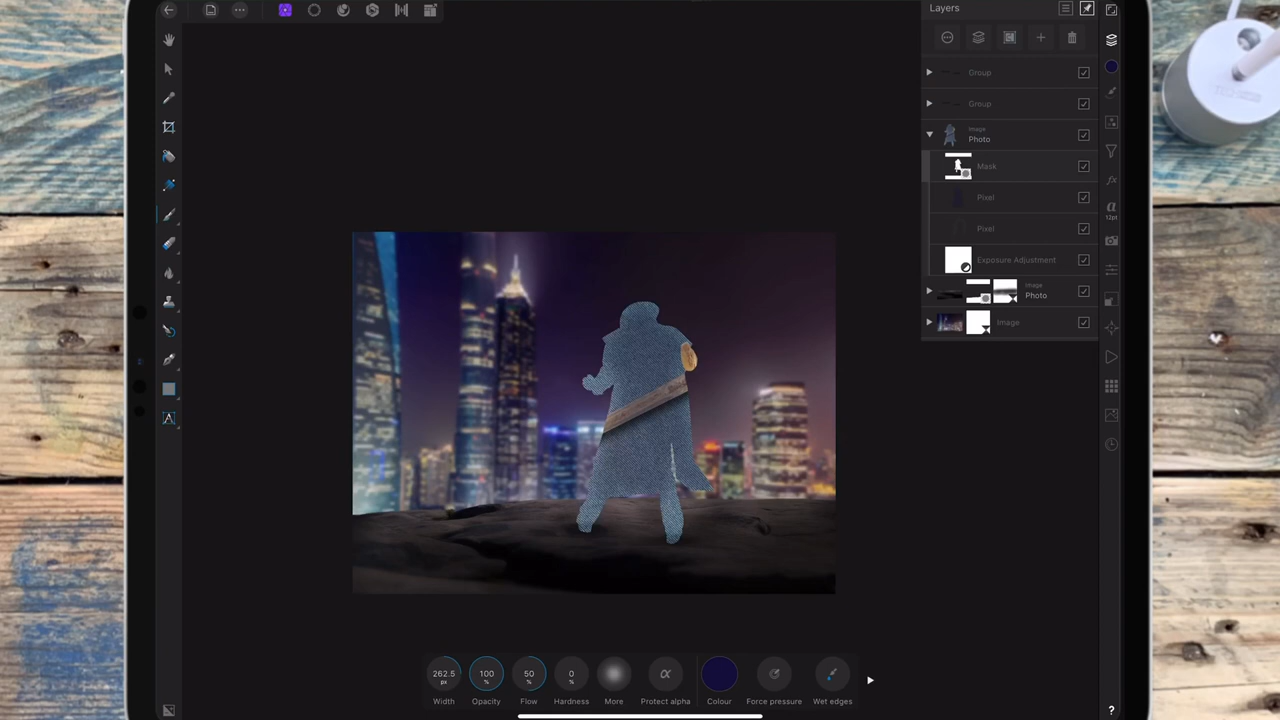 Layers
Group
Group
Image
Photo
Mask
Pixel
Pixel
Exposure Adjustment
Image
Photo
Image
a
12pt
A
262.5
px
100
%
50
%
0
%
α
Width
Opacity
Flow
Hardness
More
Protect alpha
Colour
Force pressure
Wet edges
?